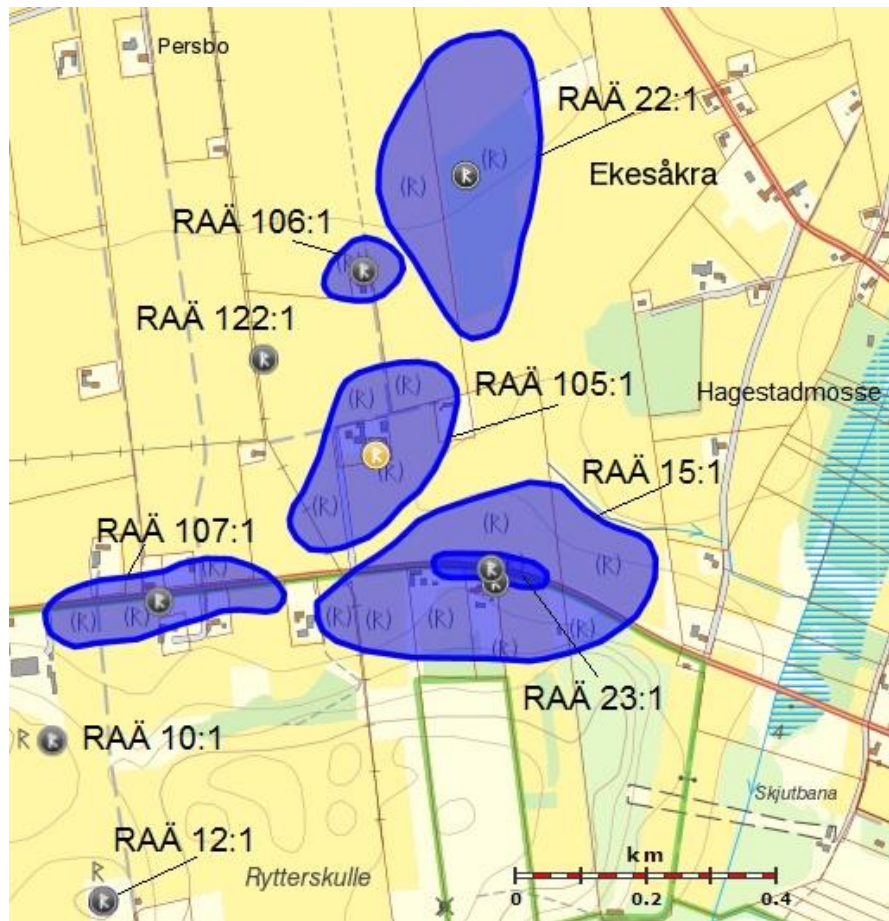 Persbo
RAÄ 22:1
(R)
(R)
Ekesåkra
RAÄ 106:1
RAÄ 122:1
(R)
(R)
RAÄ 105:1
Hagestadmosse
(R)
(R)
RAÄ 15:1
RAÄ 107:1
(R)
(R)
(R)
(R)
(R)
(R)
(R)
(R)
(R)
(R)
RAÄ 23:1
RAÄ 10:1
4
Skjutbana
RAÄ 12:1
Rytterskulle
km
0 0.2 0.4